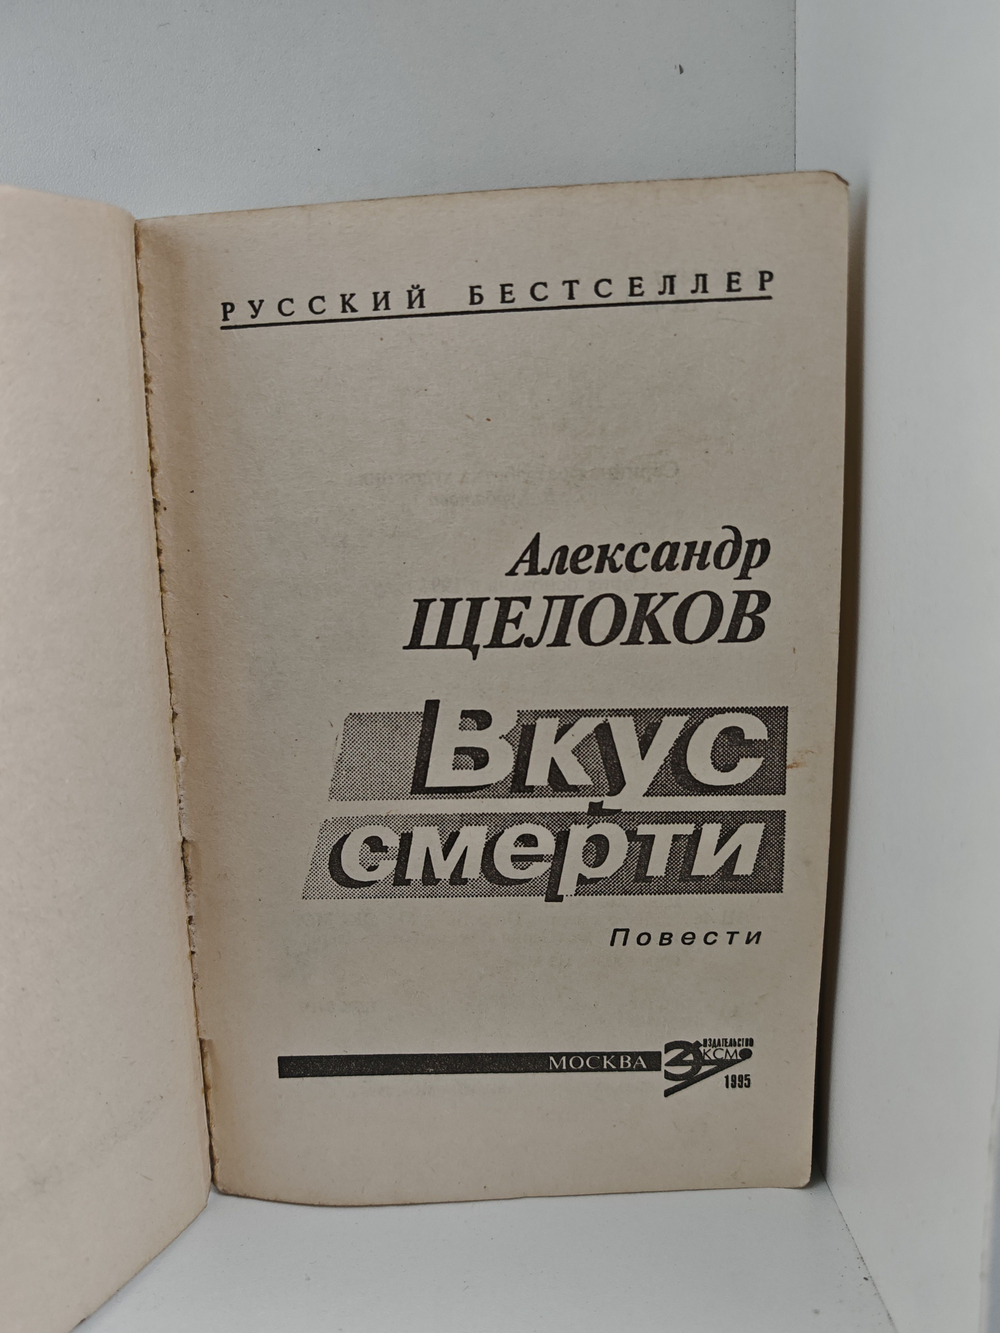 РУССКИЙ БЕСТСЕЛЛЕР
Александр
ЩЕЛОКОВ
Вкус
смерти
Повести
МОСКВА
ИЗДАТЕЛЬСТВО
ЭКСМО
1995